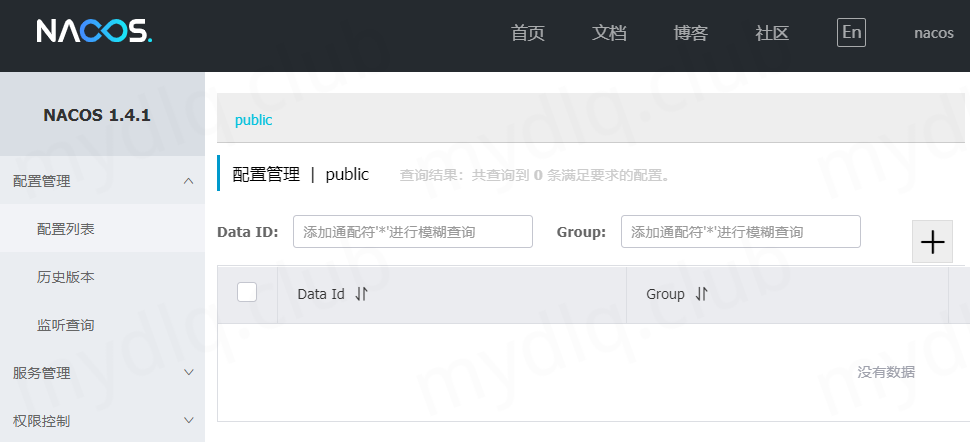 NACOS.
首页 文档 博客 社区 En nacos
NACOS 1.4.1
配置管理
配置列表
历史版本
监听查询
服务管理
权限控制
public
配置管理 | public 查询结果：共查询到 0 条满足要求的配置。
Data ID: 添加通配符'*'进行模糊查询 Group: 添加通配符'*'进行模糊查询
Data Id Group
没有数据
mydlq.club